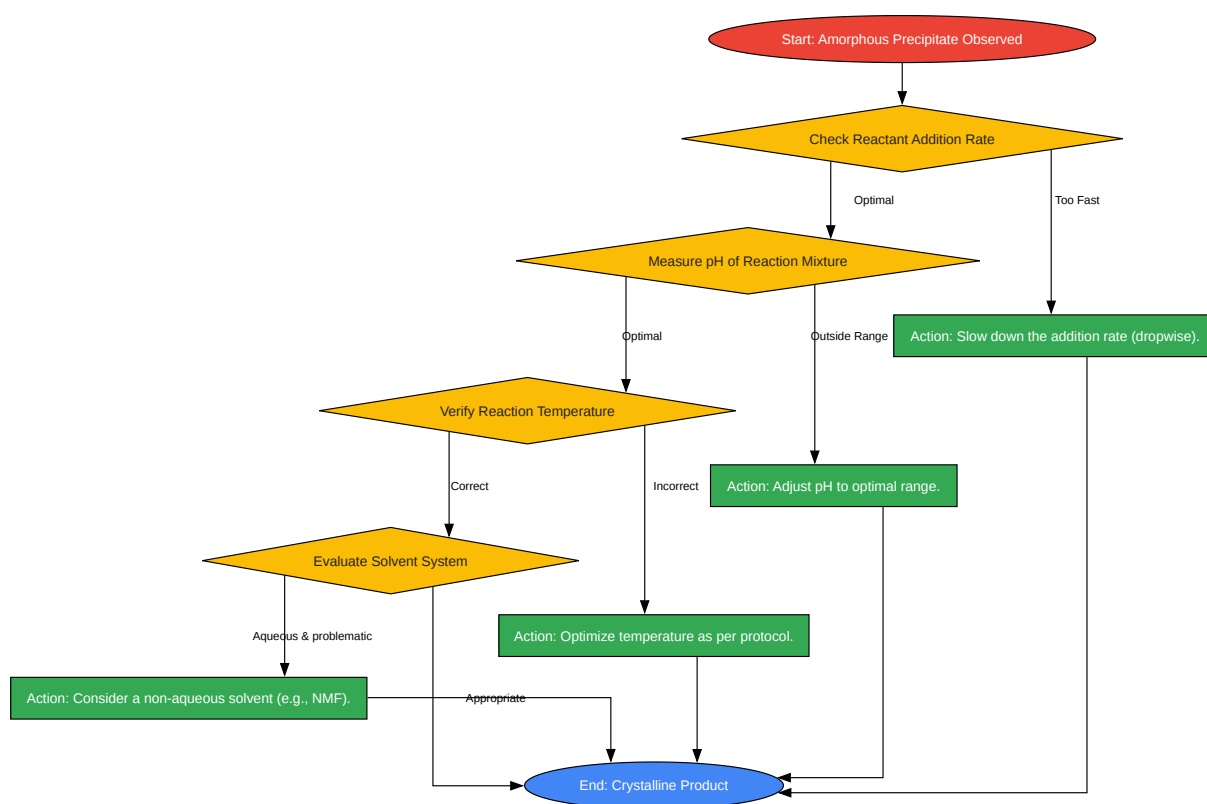 Start: Amorphous Precipitate Observed
Check Reactant Addition Rate
Optimal
Too Fast
Measure pH of Reaction Mixture
Optimal
Outside Range
Action: Slow down the addition rate (dropwise).
Verify Reaction Temperature
Correct
Incorrect
Action: Adjust pH to optimal range.
Evaluate Solvent System
Aqueous & problematic
Action: Optimize temperature as per protocol.
Action: Consider a non-aqueous solvent (e.g., NMF).
Appropriate
End: Crystalline Product